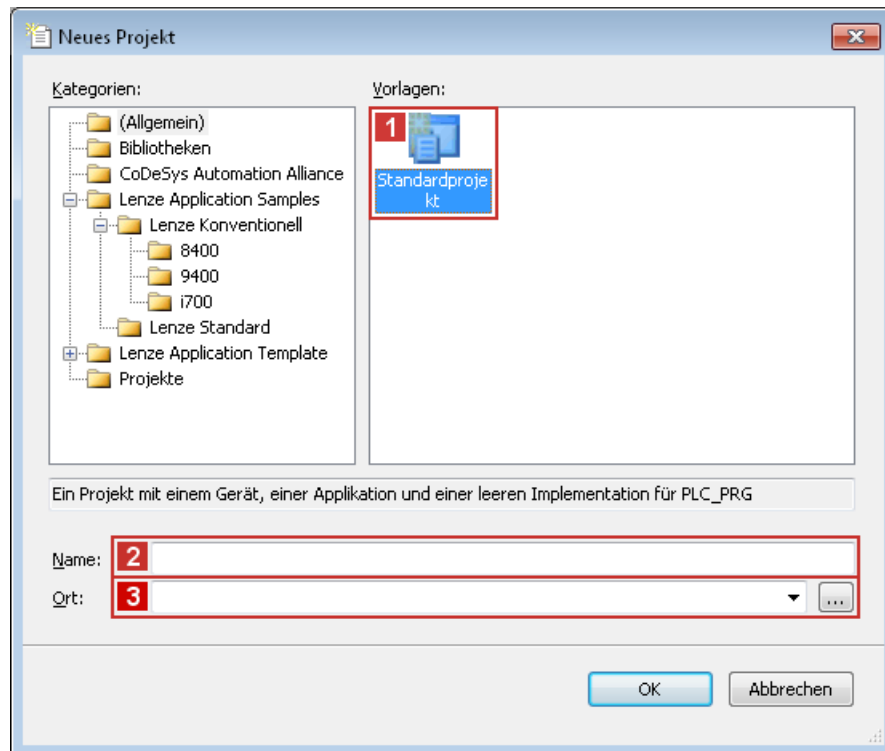 Neues Projekt
Kategorien:
(Allgemein)
Bibliotheken
CoDeSys Automation Alliance
Lenze Application Samples
Lenze Konventionell
8400
9400
i700
Lenze Standard
Lenze Application Template
Projekte
Vorlagen:
1
Standardproje
kt
Ein Projekt mit einem Gerät, einer Applikation und einer leeren Implementation für PLC_PRG
Name: 2
Ort: 3 ...
OK Abbrechen